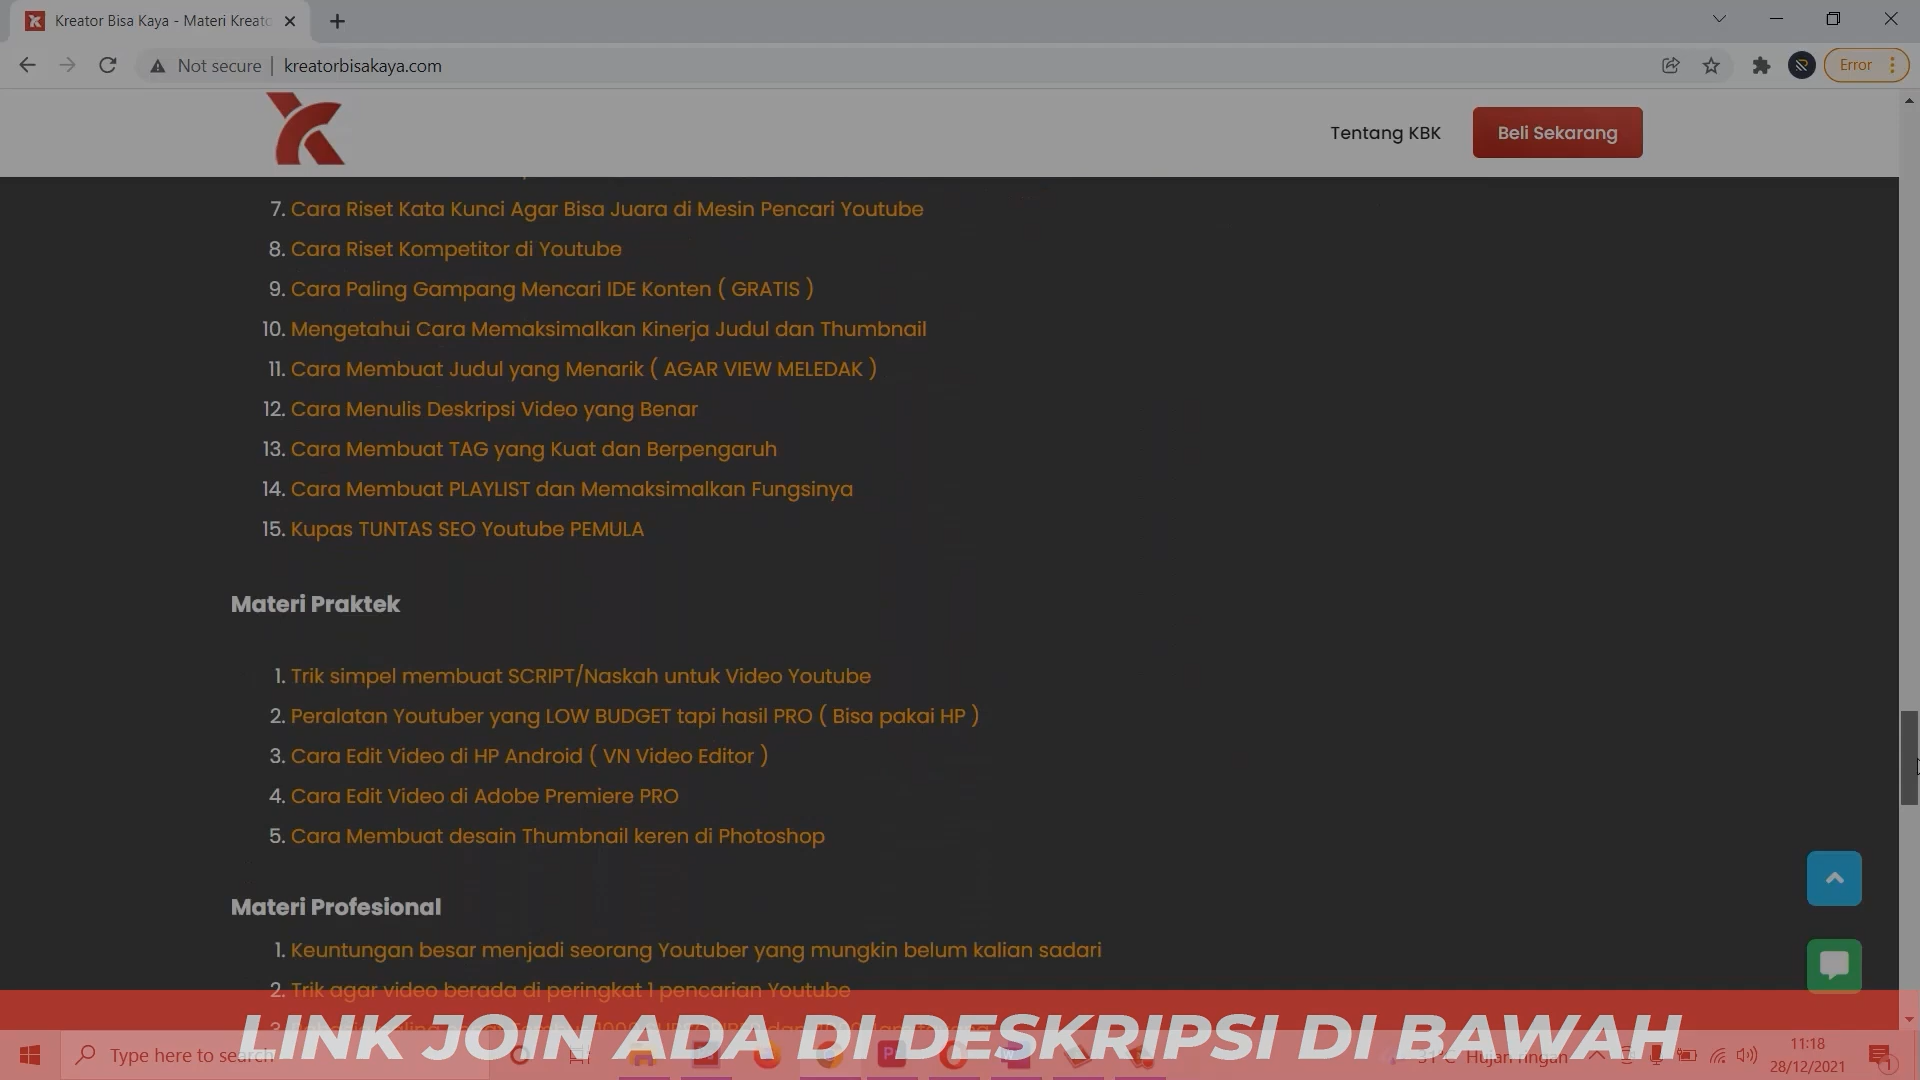 Kreator Bisa Kaya - Materi Kreato
Not secure
kreatorbisakaya.com
Error
Tentang KBK
Beli Sekarang
7. Cara Riset Kata Kunci Agar Bisa Juara di Mesin Pencari Youtube
8. Cara Riset Kompetitor di Youtube
9. Cara Paling Gampang Mencari IDE Konten ( GRATIS )
10. Mengetahui Cara Memaksimalkan Kinerja Judul dan Thumbnail
11. Cara Membuat Judul yang Menarik ( AGAR VIEW MELEDAK )
12. Cara Menulis Deskripsi Video yang Benar
13. Cara Membuat TAG yang Kuat dan Berpengaruh
14. Cara Membuat PLAYLIST dan Memaksimalkan Fungsinya
15. Kupas TUNTAS SEO Youtube PEMULA
Materi Praktek
1. Trik simpel membuat SCRIPT/Naskah untuk Video Youtube
2. Peralatan Youtuber yang LOW BUDGET tapi hasil PRO ( Bisa pakai HP )
3. Cara Edit Video di HP Android ( VN Video Editor )
4. Cara Edit Video di Adobe Premiere PRO
5. Cara Membuat desain Thumbnail keren di Photoshop
Materi Profesional
1. Keuntungan besar menjadi seorang Youtuber yang mungkin belum kalian sadari
2. Trik agar video berada di peringkat 1 pencarian Youtube
LINK JOIN ADA DI DESKRIPSI DI BAWAH
Type here to search
31°C Hujan ringan
11:18
28/12/2021